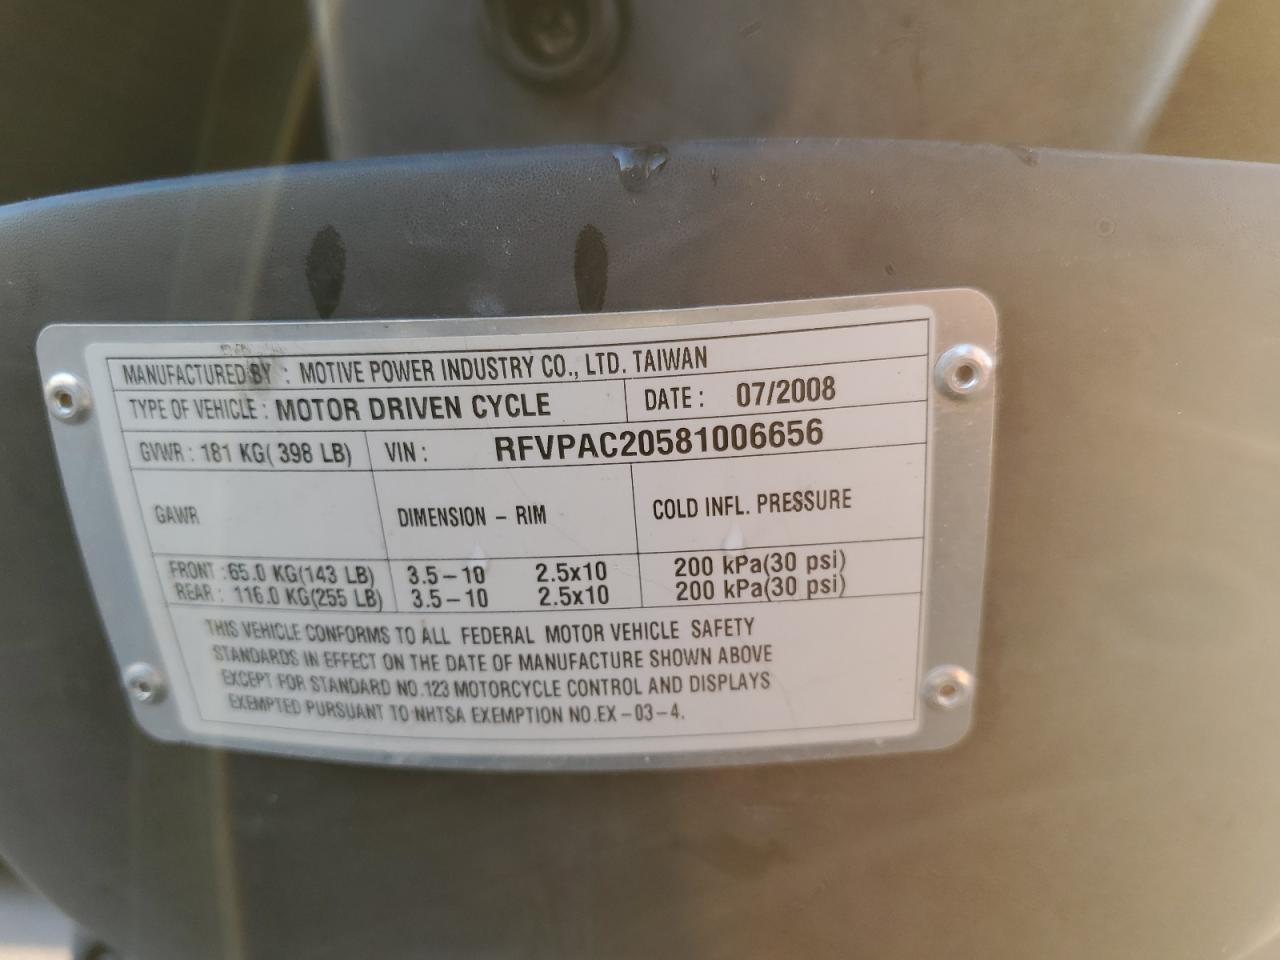 MANUFACTURED BY : MOTIVE POWER INDUSTRY CO., LTD. TAIWAN
TYPE OF VEHICLE : MOTOR DRIVEN CYCLE DATE : 07/2008
GVWR : 181 KG( 398 LB) VIN : RFVPAC20581006656
GAWR DIMENSION - RIM COLD INFL. PRESSURE
FRONT : 65.0 KG(143 LB) 3.5-10 2.5x10 200 kPa(30 psi)
REAR : 116.0 KG(255 LB) 3.5-10 2.5x10 200 kPa(30 psi)
THIS VEHICLE CONFORMS TO ALL FEDERAL MOTOR VEHICLE SAFETY
STANDARDS IN EFFECT ON THE DATE OF MANUFACTURE SHOWN ABOVE
EXCEPT FOR STANDARD NO.123 MOTORCYCLE CONTROL AND DISPLAYS
EXEMPTED PURSUANT TO NHTSA EXEMPTION NO.EX-03-4.